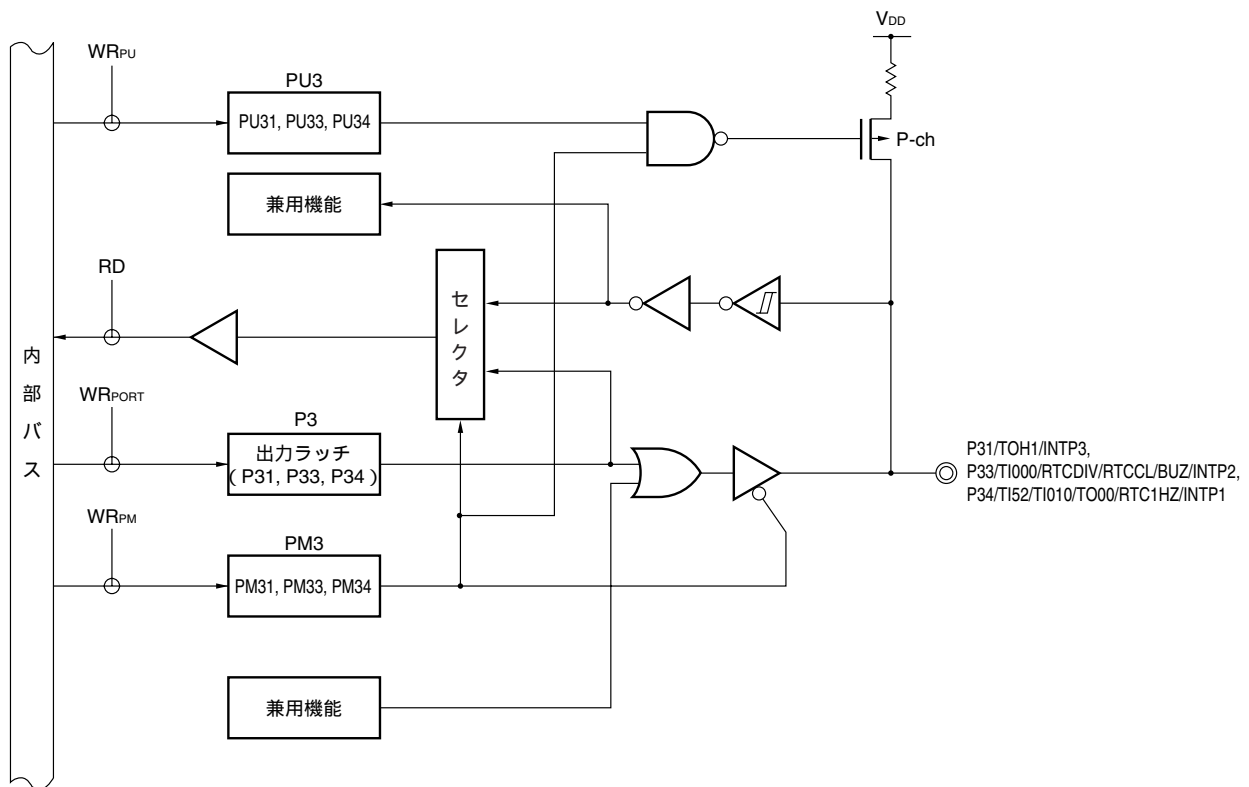 VDD
WRPU
PU3
PU31, PU33, PU34
P-ch
兼用機能
RD
セレクタ
内部バス
WRPORT
P3
出力ラッチ
(P31, P33, P34)
P31/TOH1/INTP3,
P33/TI000/RTCDIV/RTCCL/BUZ/INTP2,
P34/TI52/TI010/TO00/RTC1HZ/INTP1
WRPM
PM3
PM31, PM33, PM34
兼用機能